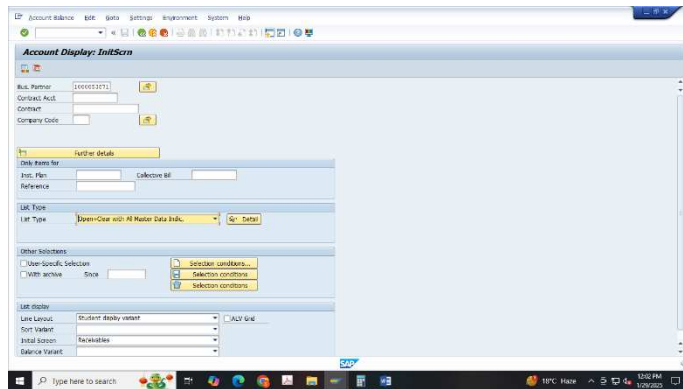 Account Balance Edit Goto Settings Environment System Help
Account Display: InitScrn
Bus. Partner 1000053871
Contract Acct
Contract
Company Code
Further details
Only Items for
Inst. Plan Collective Bill
Reference
List Type
List Type Open+Clear with All Master Data Indic. Detail
Other Selections
User-Specific Selection Selection conditions...
With archive Since Selection conditions
Selection conditions
List display
Line Layout Student display variant ALV Grid
Sort Variant
Initial Screen Receivables
Balance Variant
SAP
Type here to search 18°C Haze 12:02 PM
1/29/2025